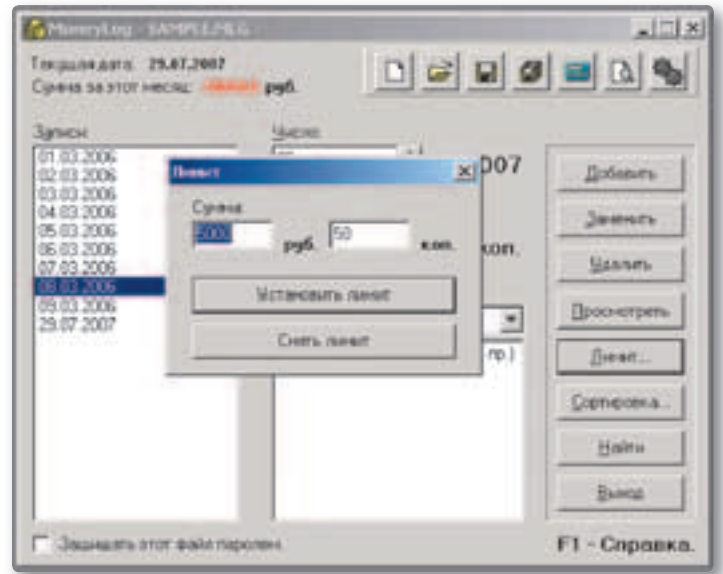 MoneyLog - SAMPLE.MLG
Текущая дата: 29.07.2007
Сумма за этот месяц: руб.
Записи:
Число:
01.03.2006
02.03.2006
03.03.2006
04.03.2006
05.03.2006
06.03.2006
07.03.2006
08.03.2006
09.03.2006
29.07.2007
007
коп.
пр.)
Лимит
Сумма:
5000 руб. 50 коп.
Установить лимит
Снять лимит
Добавить
Заменить
Удалить
Просмотреть
Лимит...
Сортировка...
Найти
Выход
Защищать этот файл паролем.
F1 - Справка.